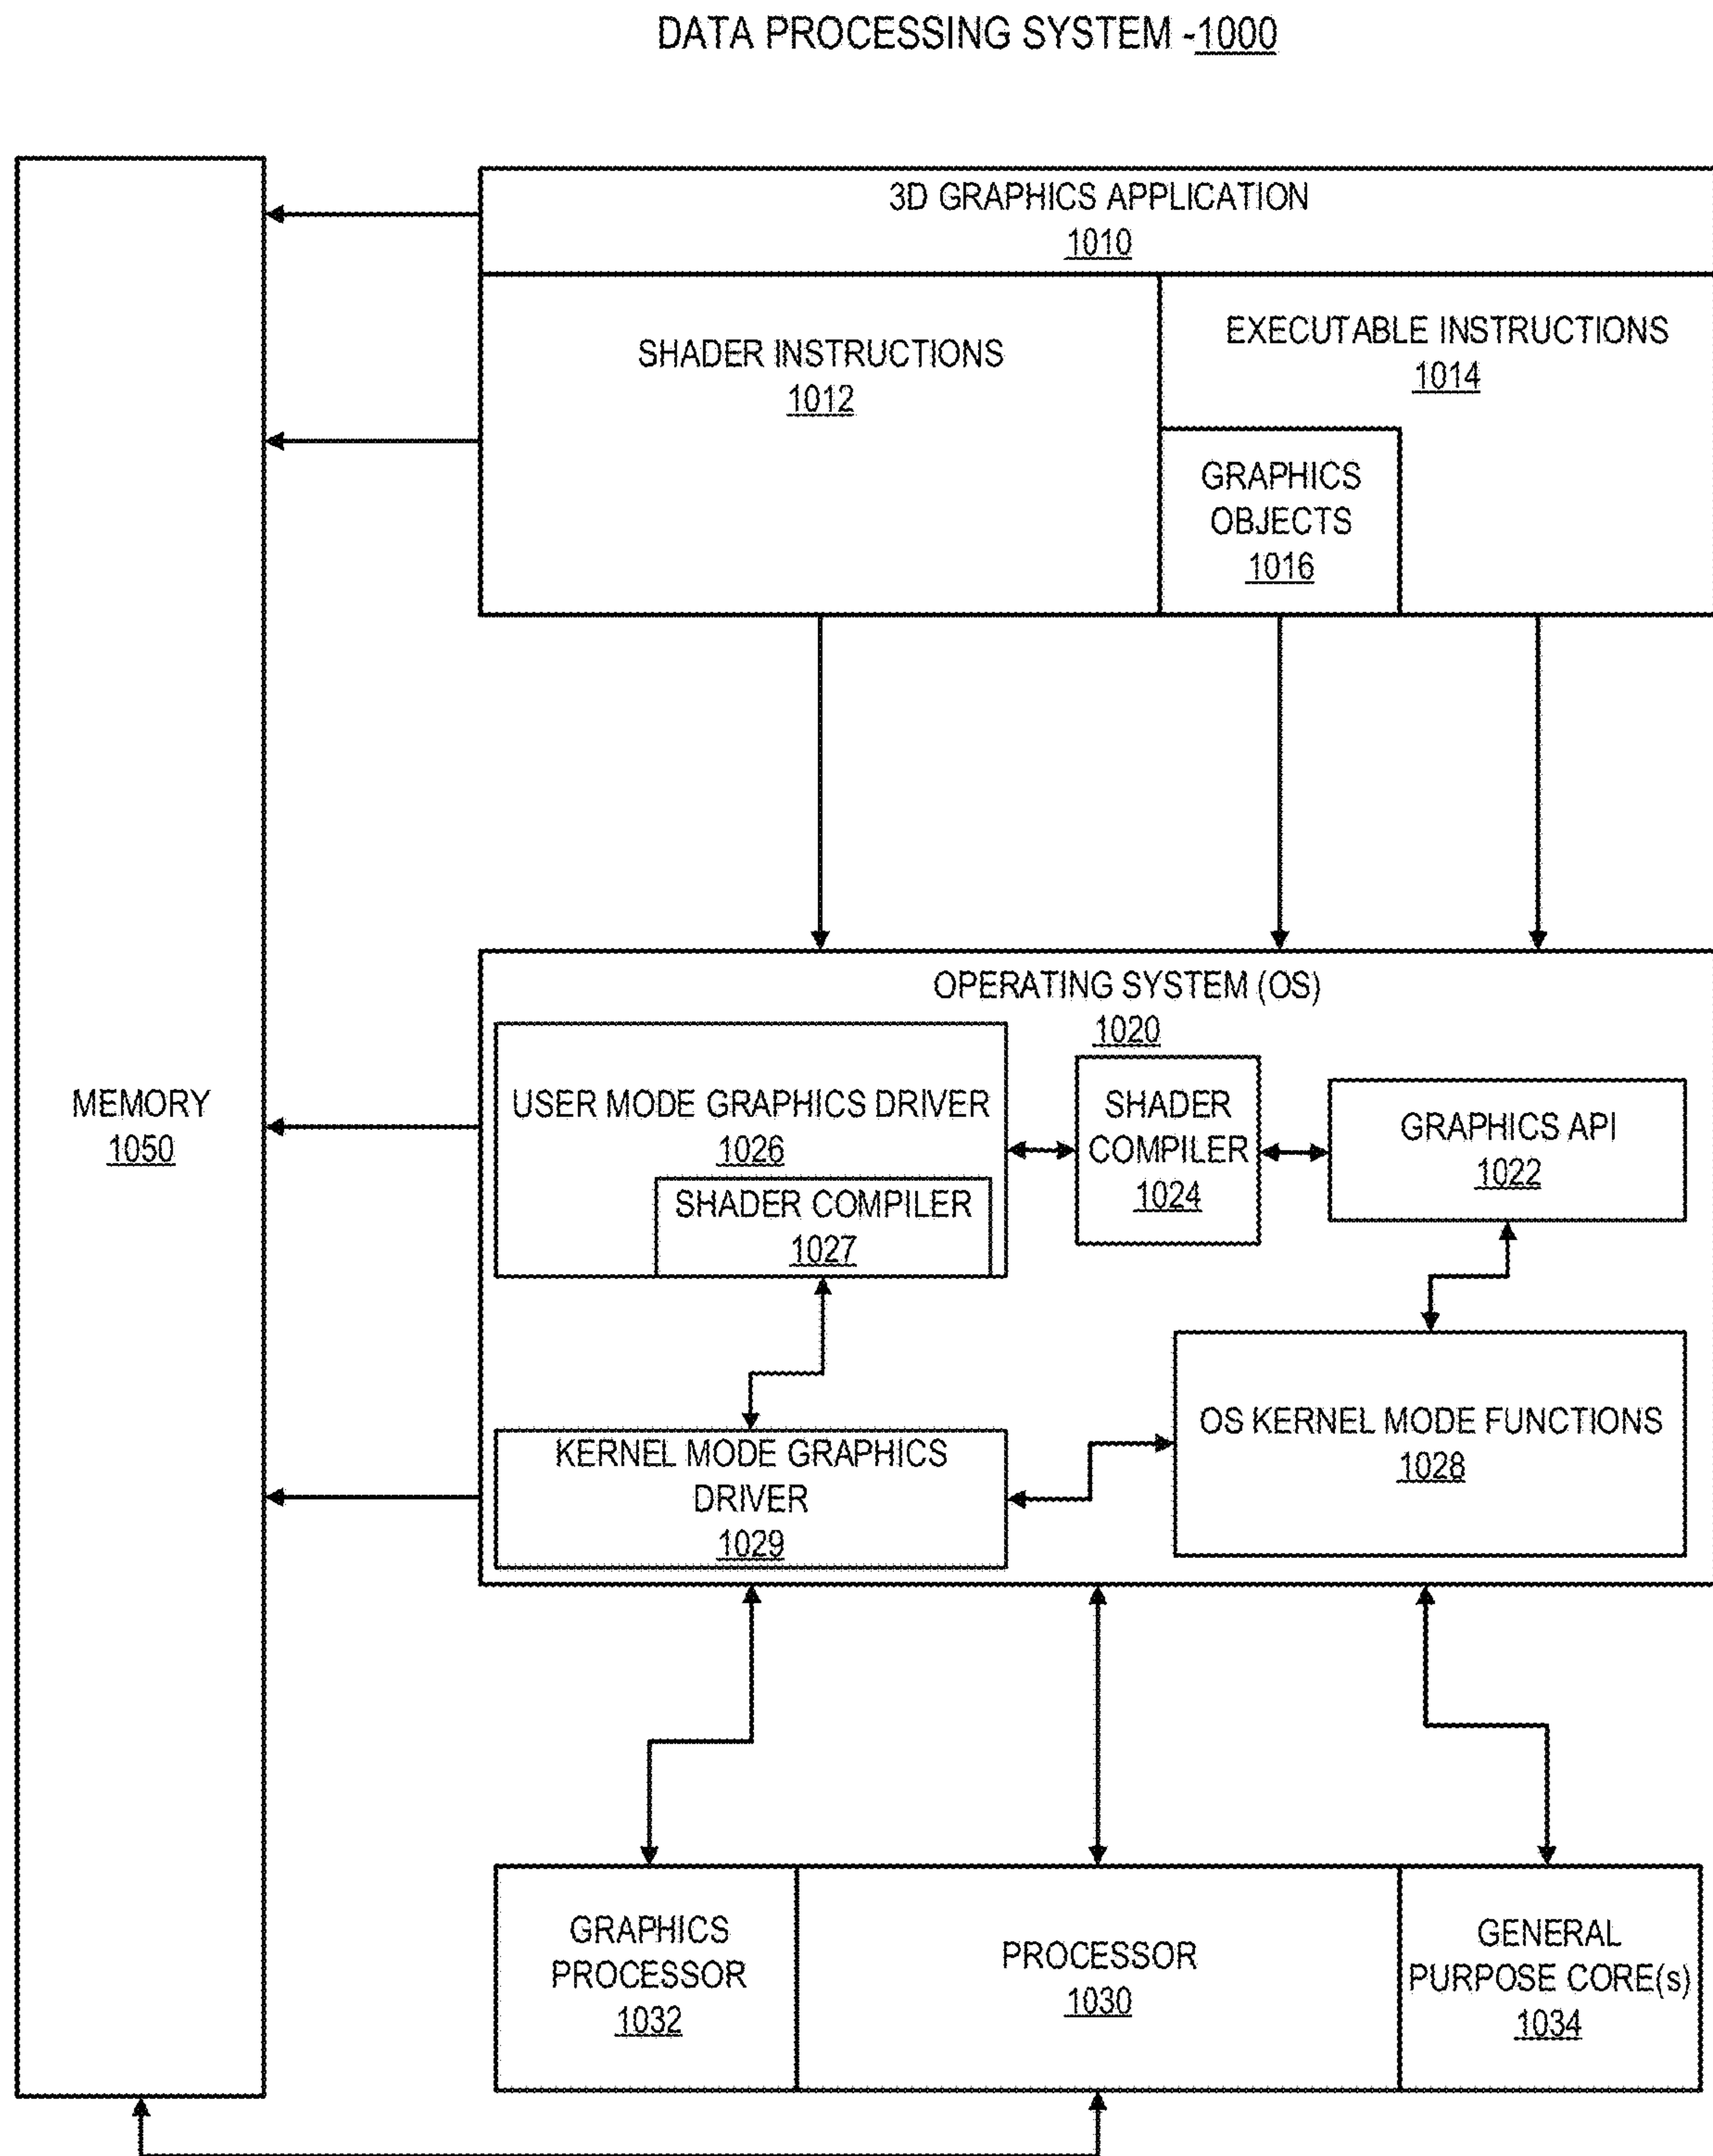 DATA PROCESSING SYSTEM -1000
3D GRAPHICS APPLICATION
1010
SHADER INSTRUCTIONS
1012
EXECUTABLE INSTRUCTIONS
1014
GRAPHICS
OBJECTS
1016
MEMORY
1050
OPERATING SYSTEM (OS)
1020
USER MODE GRAPHICS DRIVER
1026
SHADER COMPILER
1027
SHADER
COMPILER
1024
GRAPHICS API
1022
KERNEL MODE GRAPHICS
DRIVER
1029
OS KERNEL MODE FUNCTIONS
1028
GRAPHICS
PROCESSOR
1032
PROCESSOR
1030
GENERAL
PURPOSE CORE(s)
1034